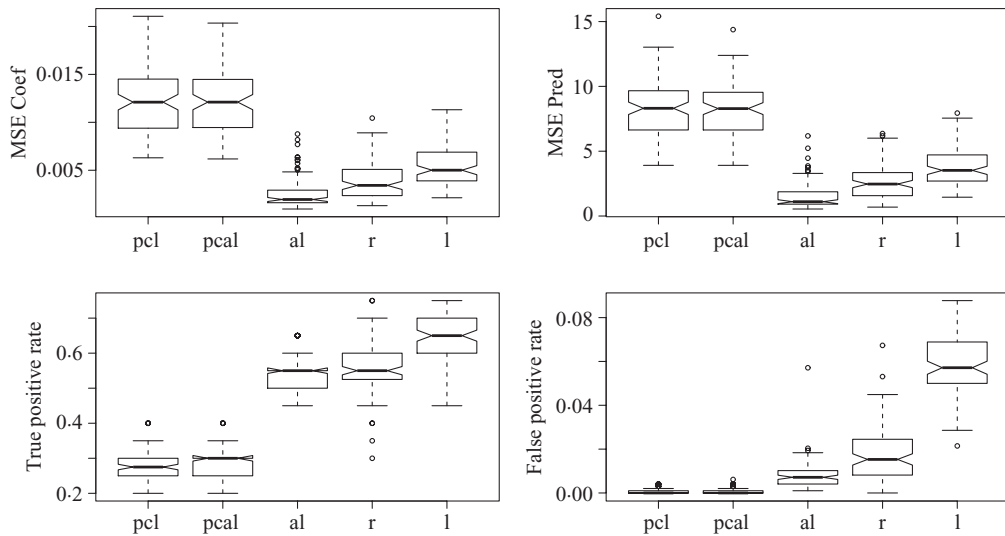 MSE Coef
0·015
0·005
pcl pcal al r l
MSE Pred
15
10
5
0
pcl pcal al r l
True positive rate
0·6
0·4
0·2
pcl pcal al r l
False positive rate
0·08
0·04
0·00
pcl pcal al r l